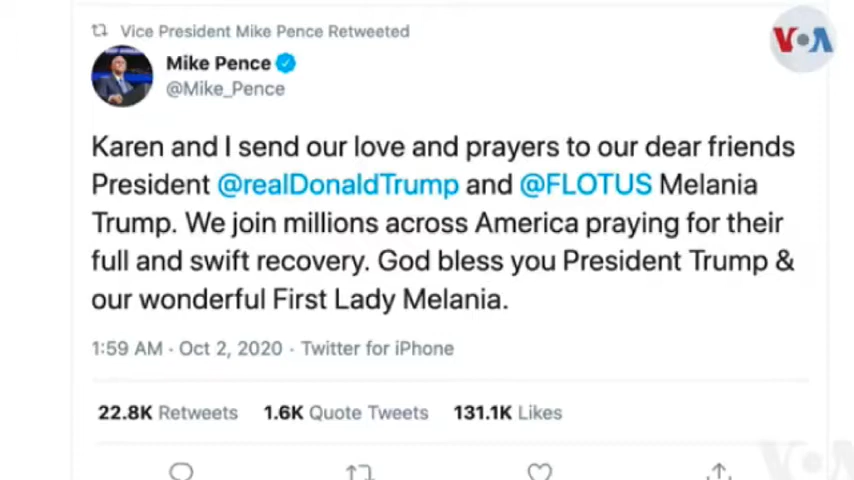 Vice President Mike Pence Retweeted
VOA
Mike Pence
@Mike_Pence
Karen and I send our love and prayers to our dear friends
President @realDonaldTrump and @FLOTUS Melania
Trump. We join millions across America praying for their
full and swift recovery. God bless you President Trump &
our wonderful First Lady Melania.
1:59 AM · Oct 2, 2020 · Twitter for iPhone
22.8K Retweets 1.6K Quote Tweets 131.1K Likes
VOA